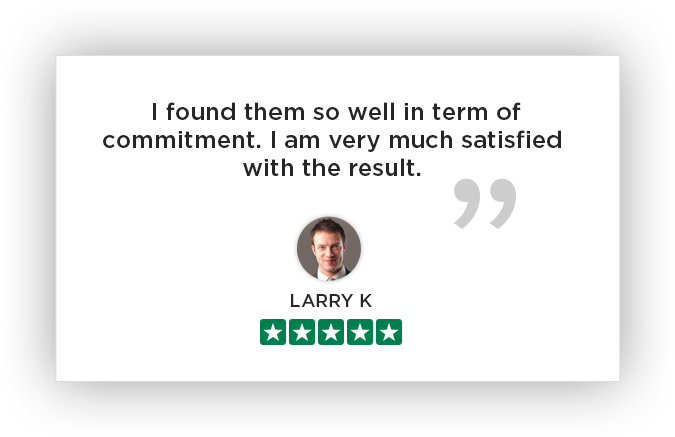 I found them so well in term of
commitment. I am very much satisfied
with the result.
”
LARRY K